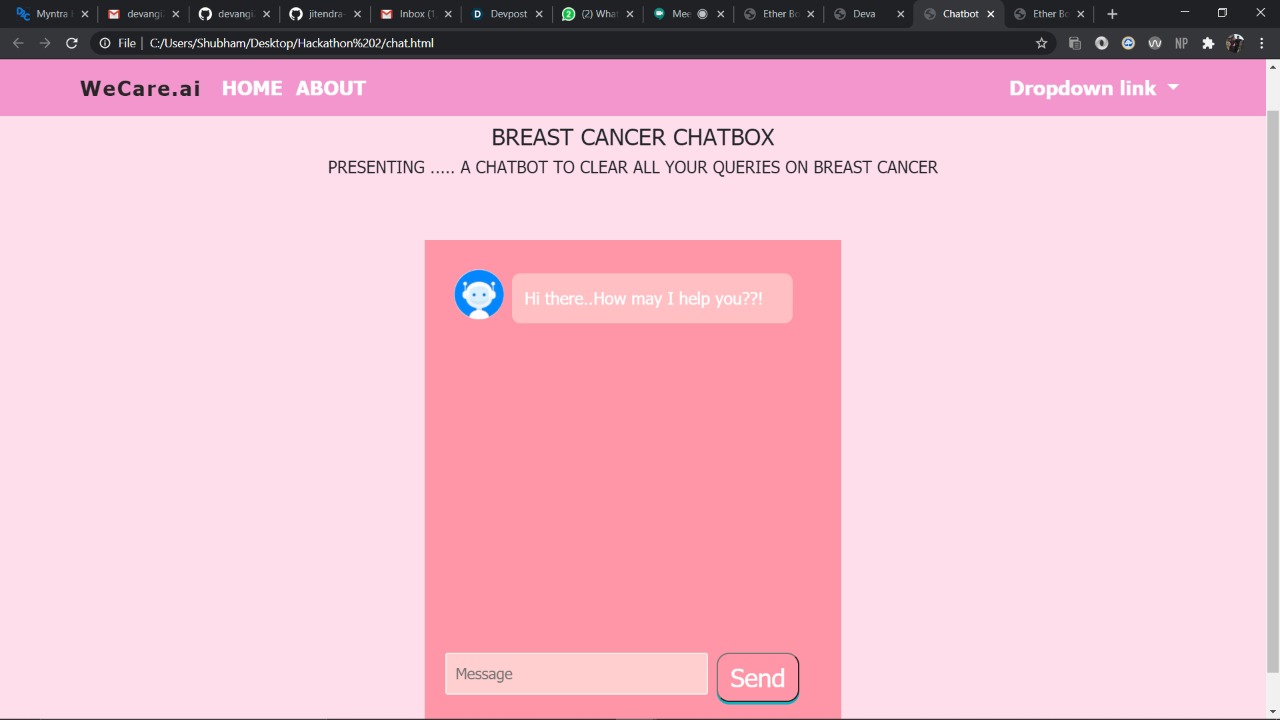 Myntra devangi devangi jitendra- Inbox (1 Devpost (2) What Mee Ether Bo Deva Chatbot Ether Bo
File C:/Users/Shubham/Desktop/Hackathon%202/chat.html NP
WeCare.ai HOME ABOUT Dropdown link
BREAST CANCER CHATBOX
PRESENTING ..... A CHATBOT TO CLEAR ALL YOUR QUERIES ON BREAST CANCER
Hi there..How may I help you??!
Message Send